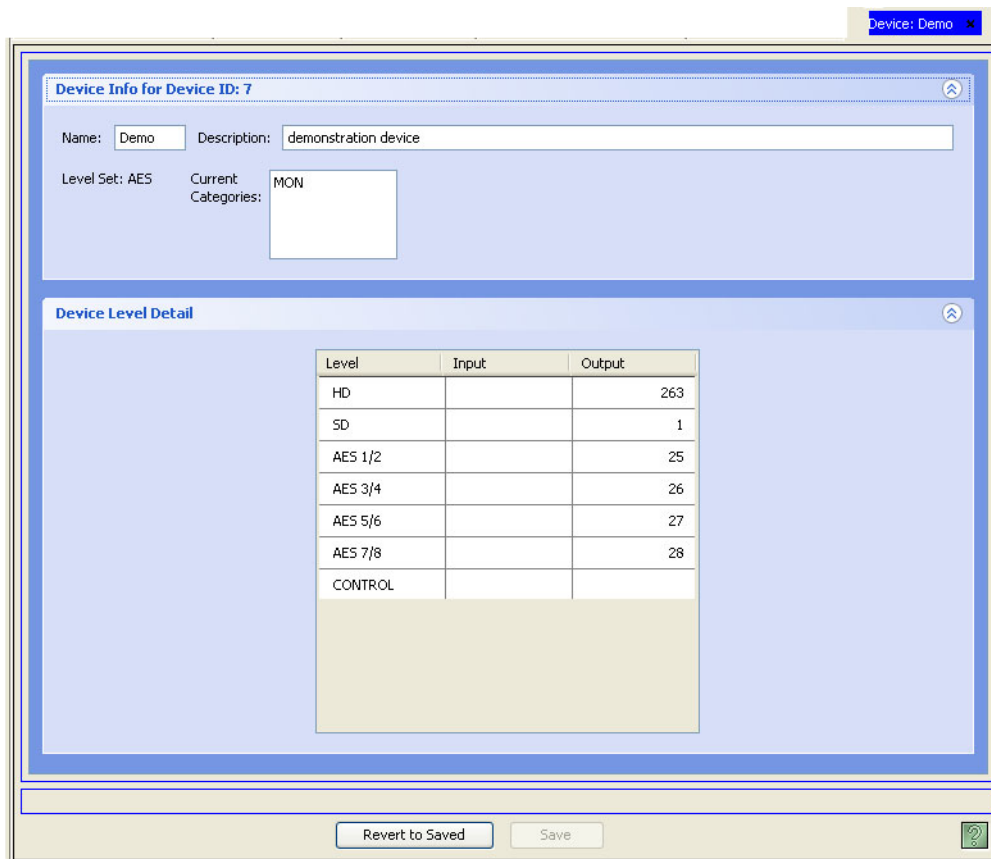 Device: Demo ×
Device Info for Device ID: 7
Name: Demo Description: demonstration device
Level Set: AES Current Categories: MON
Device Level Detail
Level Input Output
HD 263
SD 1
AES 1/2 25
AES 3/4 26
AES 5/6 27
AES 7/8 28
CONTROL
Revert to Saved Save ?